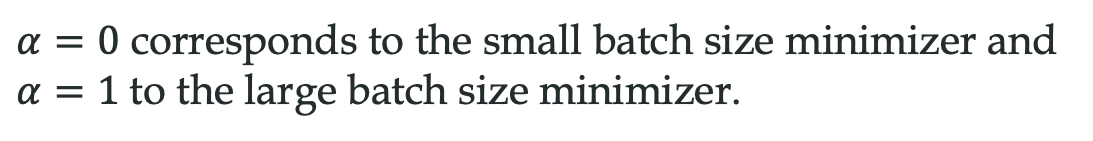 α = 0 corresponds to the small batch size minimizer and
α = 1 to the large batch size minimizer.